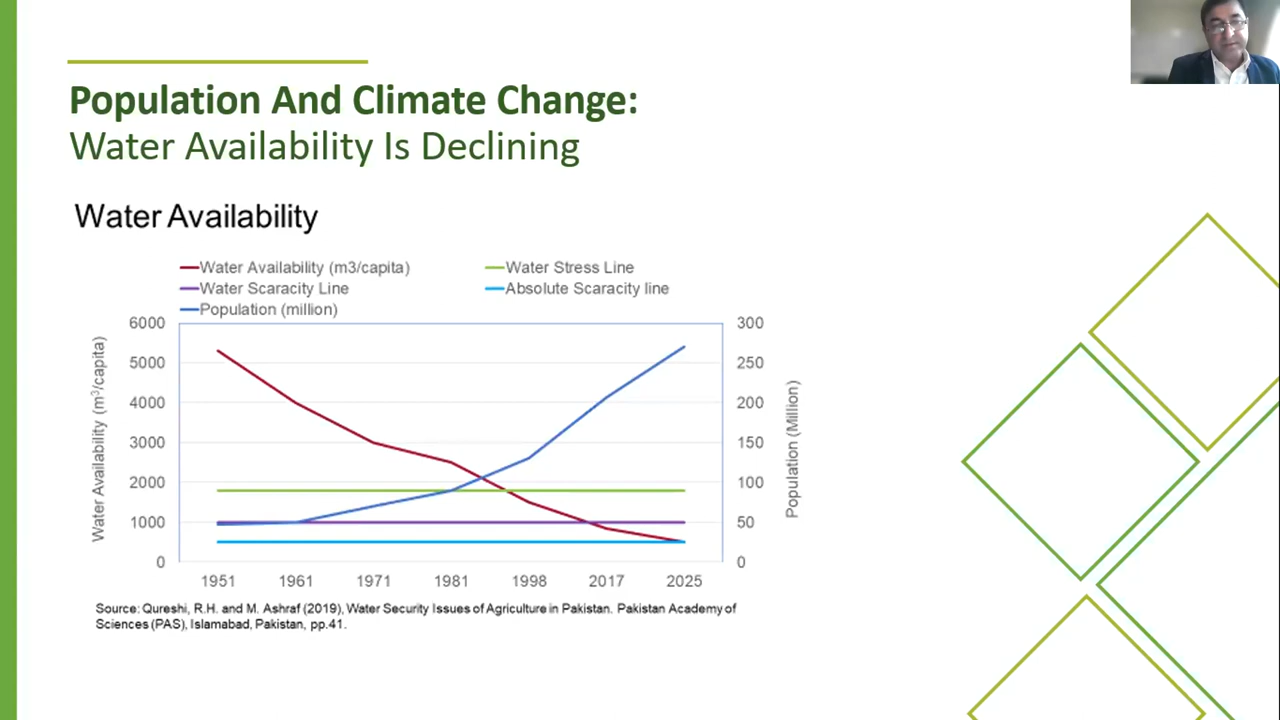 Population And Climate Change:
Water Availability Is Declining
Water Availability
Water Availability (m3/capita)
Water Stress Line
Water Scaracity Line
Absolute Scaracity line
Population (million)
6000
5000
4000
3000
2000
1000
0
Water Availability (m³/capita)
300
250
200
150
100
50
0
Population (Million)
1951 1961 1971 1981 1998 2017 2025
Source: Qureshi, R.H. and M. Ashraf (2019), Water Security Issues of Agriculture in Pakistan. Pakistan Academy of
Sciences (PAS), Islamabad, Pakistan, pp.41.